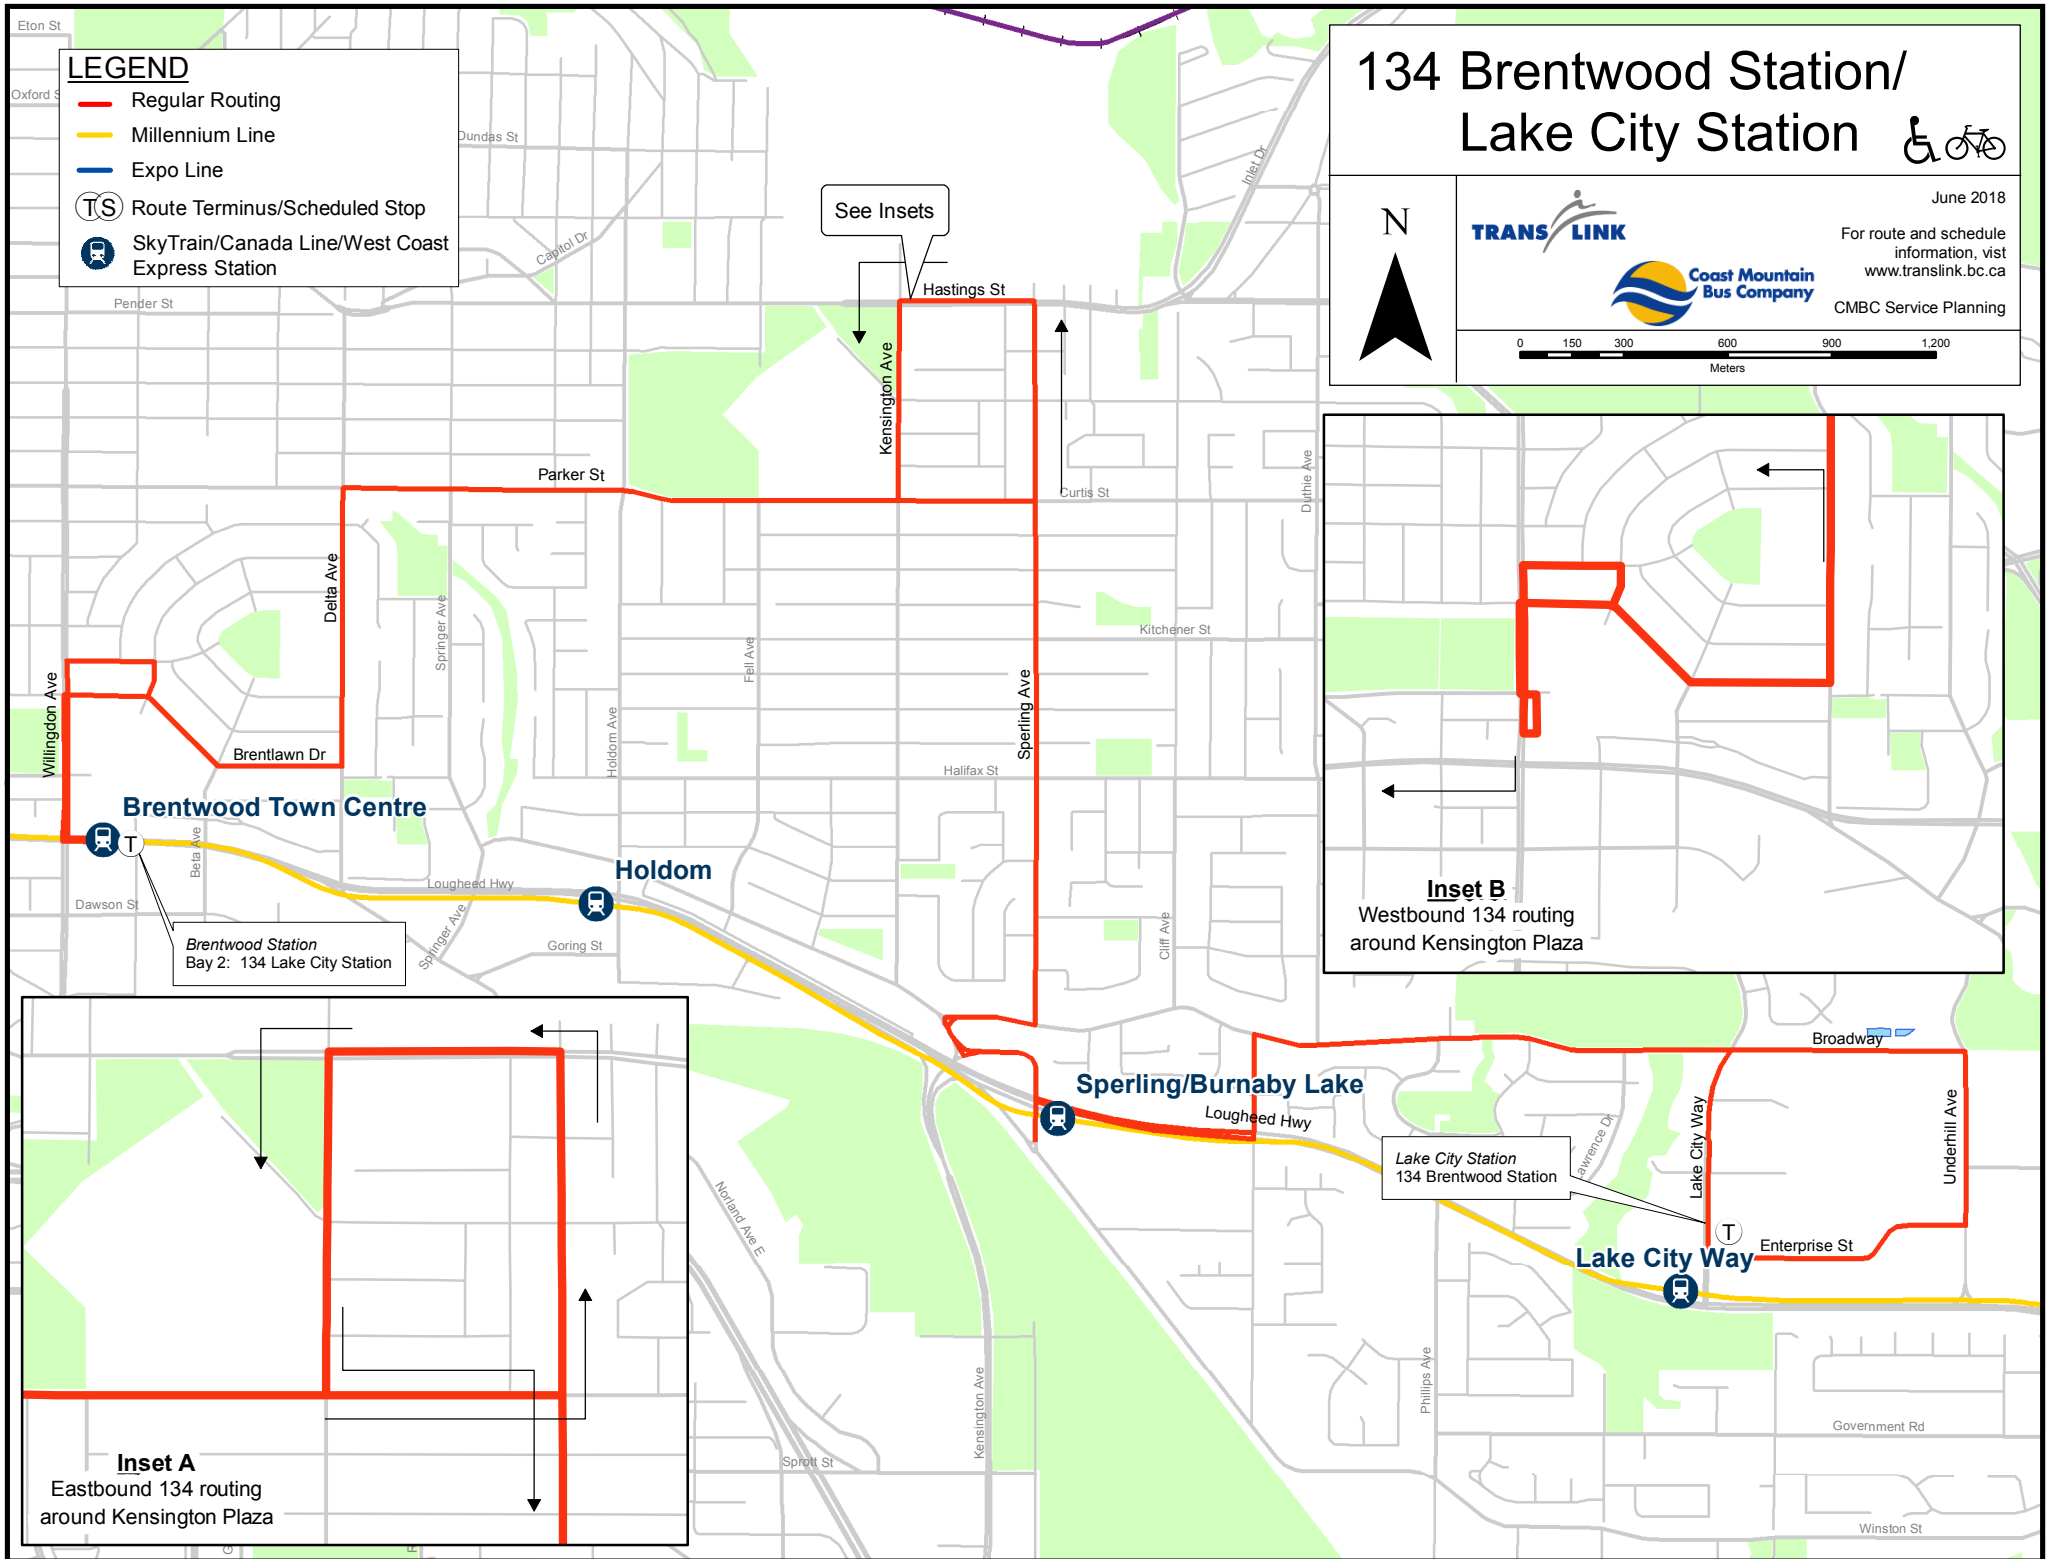 Eton St
Oxford S
LEGEND
Regular Routing
Millennium Line
Expo Line
TS Route Terminus/Scheduled Stop
SkyTrain/Canada Line/West Coast
Express Station
Dundas St
Capitol Dr
Pender St
See Insets
Hastings St
Inlet Dr
134 Brentwood Station/
Lake City Station
N
TRANSLINK
Coast Mountain
Bus Company
June 2018
For route and schedule
information, vist
www.translink.bc.ca
CMBC Service Planning
0 150 300 600 900 1,200
Meters
Kensington Ave
Parker St
Curtis St
Duthie Ave
Delta Ave
Springer Ave
Fell Ave
Kitchener St
Willingdon Ave
Brentlawn Dr
Holdom Ave
Sperling Ave
Halifax St
Brentwood Town Centre
T
Beta Ave
Holdom
Lougheed Hwy
Dawson St
Springer Ave
Goring St
Cliff Ave
Brentwood Station
Bay 2: 134 Lake City Station
Inset B
Westbound 134 routing
around Kensington Plaza
Broadway
Sperling/Burnaby Lake
Lougheed Hwy
Lake City Station
134 Brentwood Station
awrence Dr
Lake City Way
Underhill Ave
T
Enterprise St
Lake City Way
Norland Ave E
Kensington Ave
Phillips Ave
Government Rd
Sprott St
Winston St
Inset A
Eastbound 134 routing
around Kensington Plaza